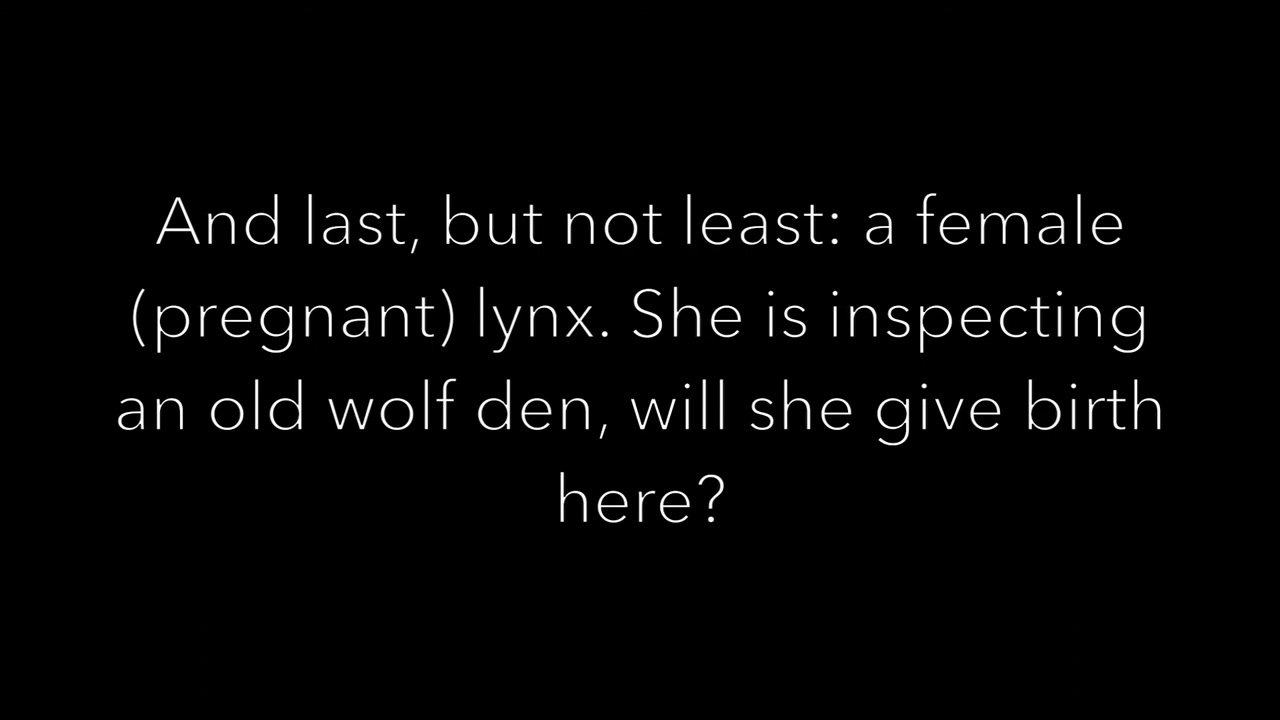 And last, but not least: a female
(pregnant) lynx. She is inspecting
an old wolf den, will she give birth
here?